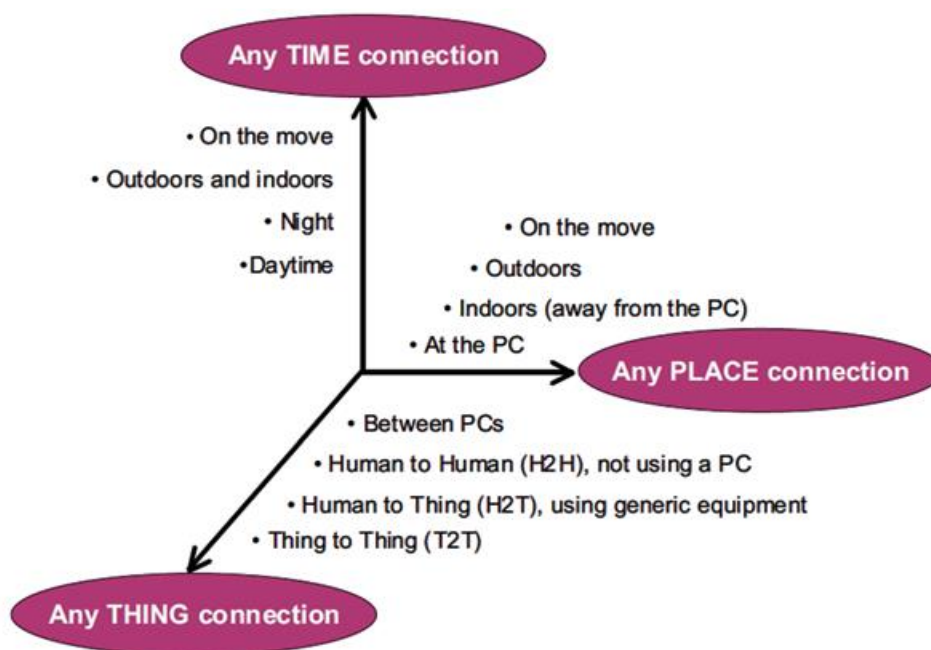 Any TIME connection
• On the move
• Outdoors and indoors
• Night
•Daytime
• On the move
• Outdoors
• Indoors (away from the PC)
• At the PC
Any PLACE connection
• Between PCs
• Human to Human (H2H), not using a PC
• Human to Thing (H2T), using generic equipment
• Thing to Thing (T2T)
Any THING connection